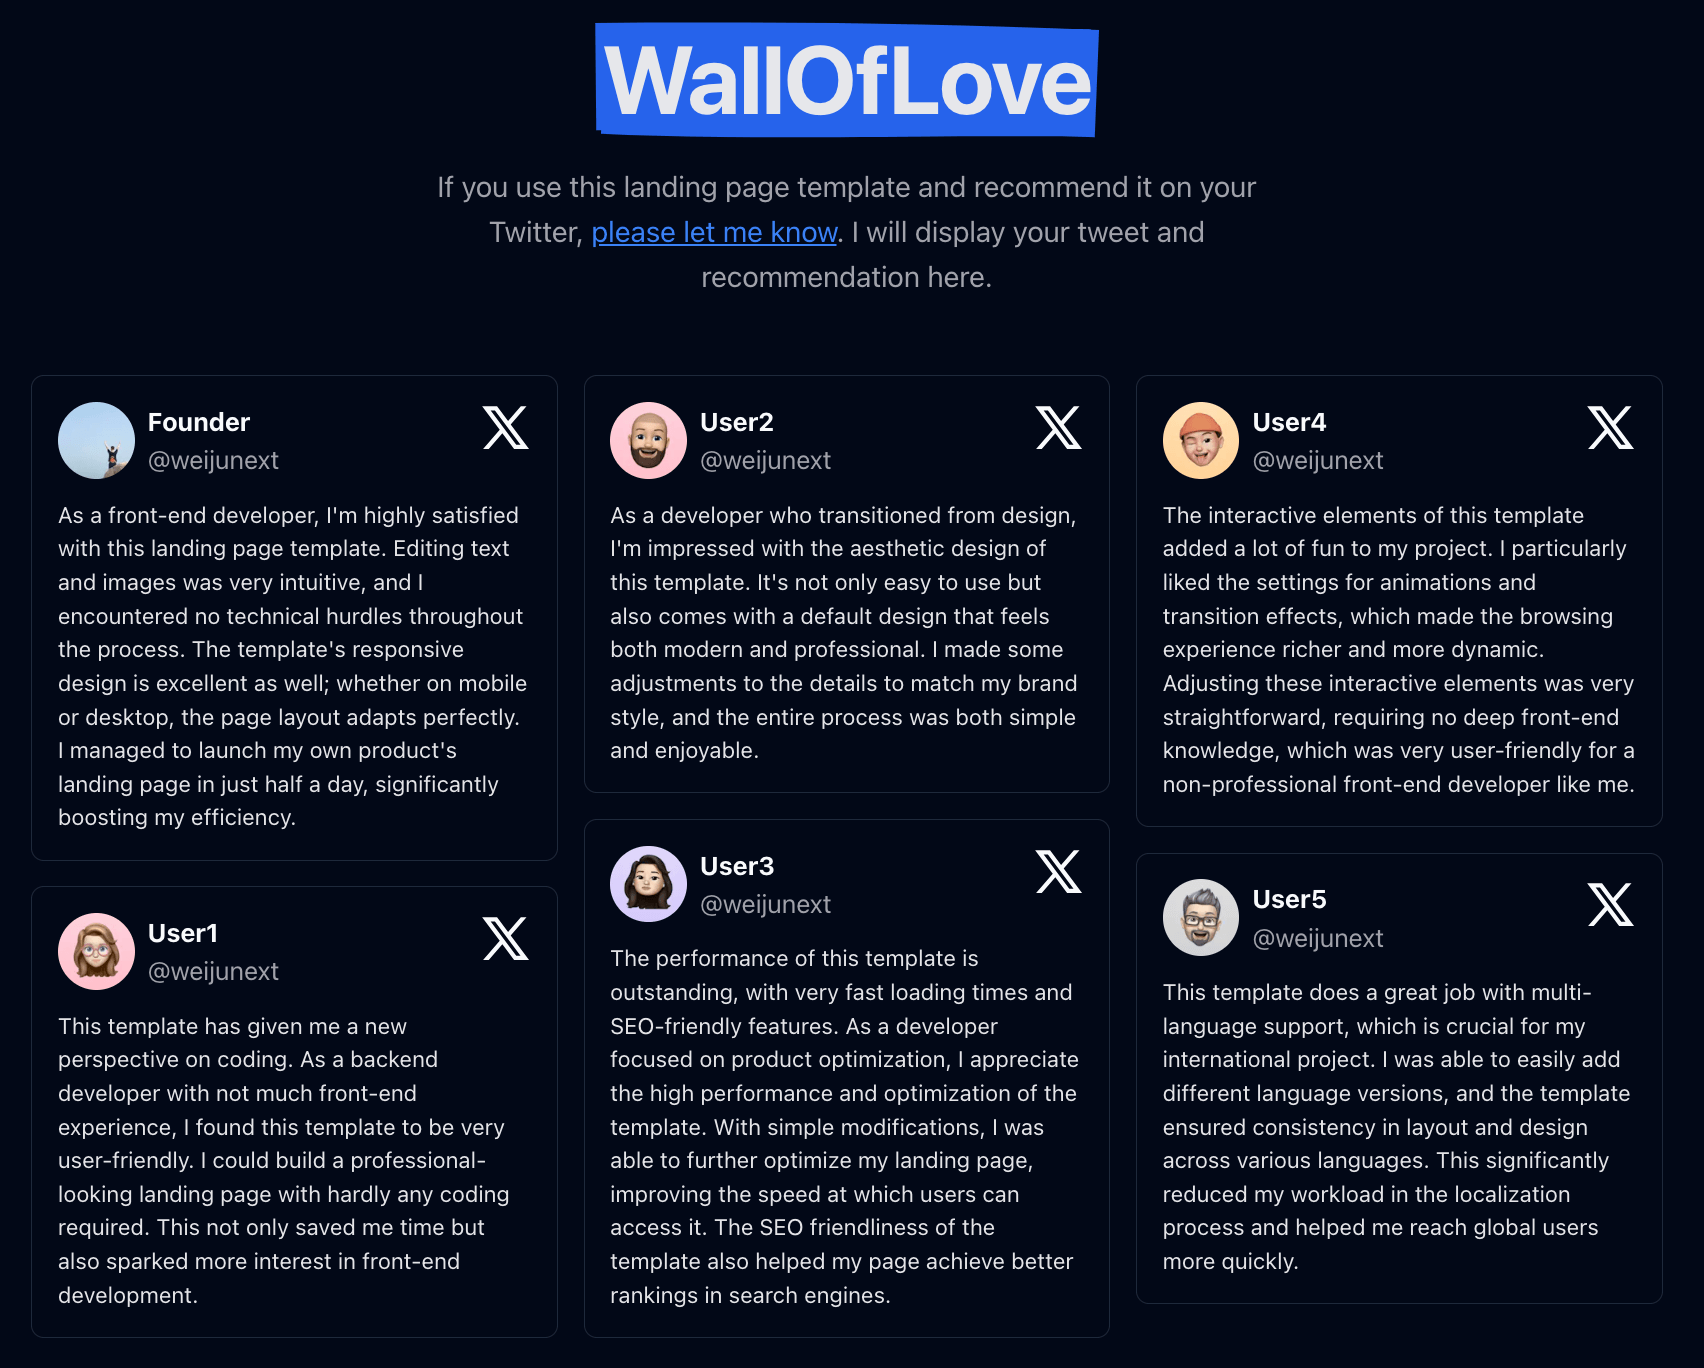 WallOfLove
If you use this landing page template and recommend it on your
Twitter, please let me know. I will display your tweet and
recommendation here.
Founder
@weijunext
As a front-end developer, I'm highly satisfied
with this landing page template. Editing text
and images was very intuitive, and I
encountered no technical hurdles throughout
the process. The template's responsive
design is excellent as well; whether on mobile
or desktop, the page layout adapts perfectly.
I managed to launch my own product's
landing page in just half a day, significantly
boosting my efficiency.
User1
@weijunext
This template has given me a new
perspective on coding. As a backend
developer with not much front-end
experience, I found this template to be very
user-friendly. I could build a professional-
looking landing page with hardly any coding
required. This not only saved me time but
also sparked more interest in front-end
development.
User2
@weijunext
As a developer who transitioned from design,
I'm impressed with the aesthetic design of
this template. It's not only easy to use but
also comes with a default design that feels
both modern and professional. I made some
adjustments to the details to match my brand
style, and the entire process was both simple
and enjoyable.
User3
@weijunext
The performance of this template is
outstanding, with very fast loading times and
SEO-friendly features. As a developer
focused on product optimization, I appreciate
the high performance and optimization of the
template. With simple modifications, I was
able to further optimize my landing page,
improving the speed at which users can
access it. The SEO friendliness of the
template also helped my page achieve better
rankings in search engines.
User4
@weijunext
The interactive elements of this template
added a lot of fun to my project. I particularly
liked the settings for animations and
transition effects, which made the browsing
experience richer and more dynamic.
Adjusting these interactive elements was very
straightforward, requiring no deep front-end
knowledge, which was very user-friendly for a
non-professional front-end developer like me.
User5
@weijunext
This template does a great job with multi-
language support, which is crucial for my
international project. I was able to easily add
different language versions, and the template
ensured consistency in layout and design
across various languages. This significantly
reduced my workload in the localization
process and helped me reach global users
more quickly.